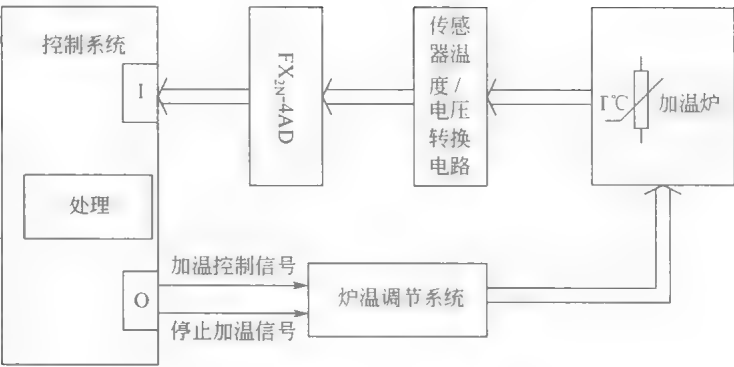 控制系统
I
FX2N-4AD
传感
器温
度/
电压
转换
电路
T℃
加温炉
处理
O
加温控制信号
停止加温信号
炉温调节系统